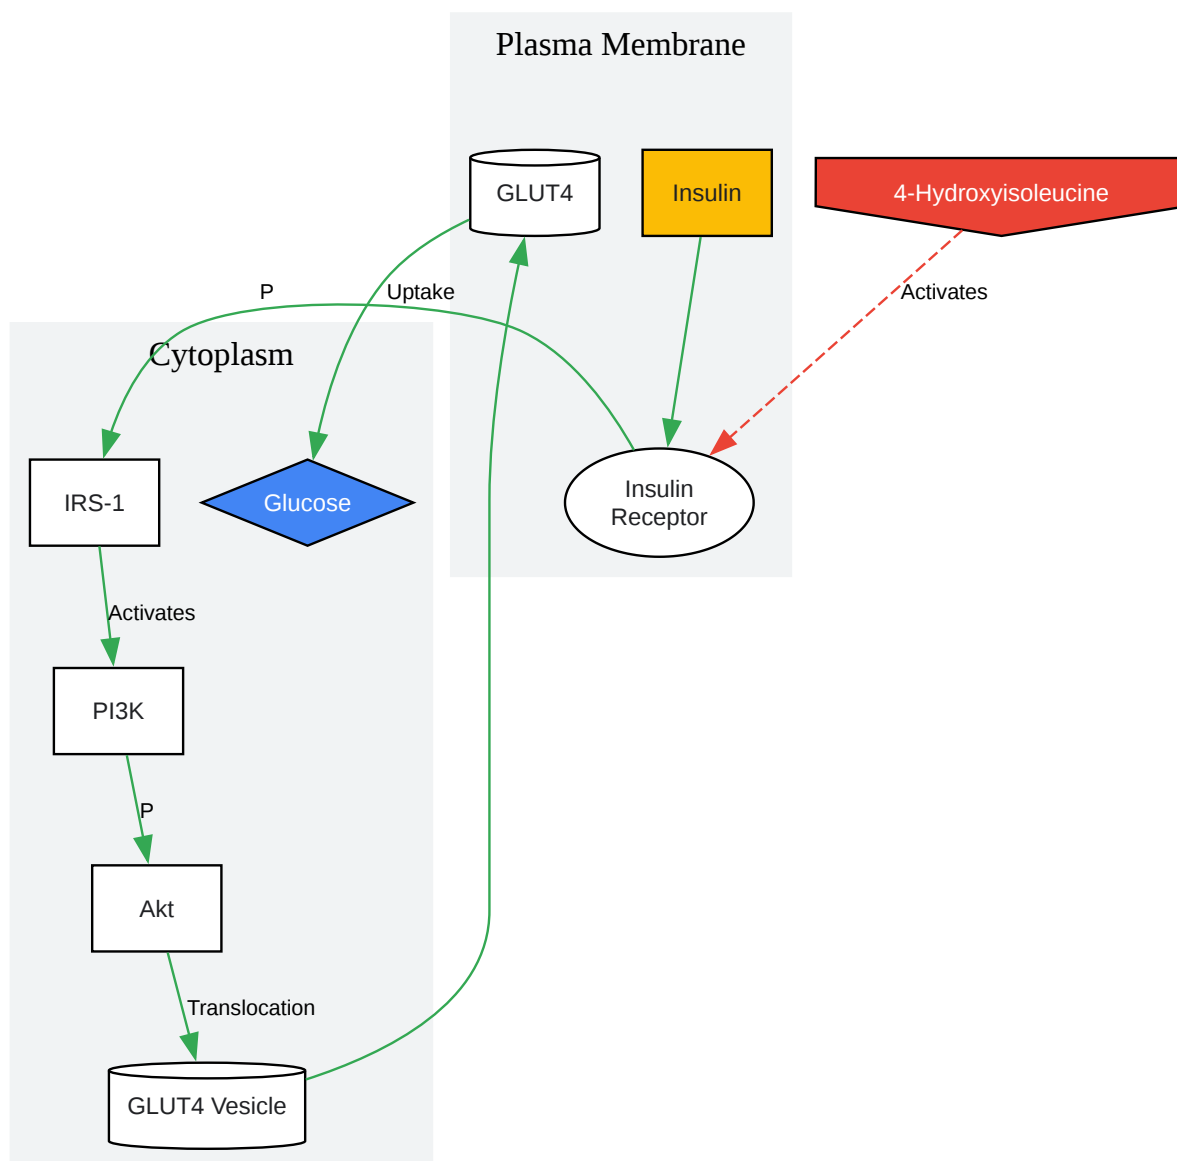 Plasma Membrane
GLUT4
Insulin
4-Hydroxyisoleucine
P
Uptake
Activates
Cytoplasm
IRS-1
Glucose
Insulin
Receptor
Activates
PI3K
P
Akt
Translocation
GLUT4 Vesicle